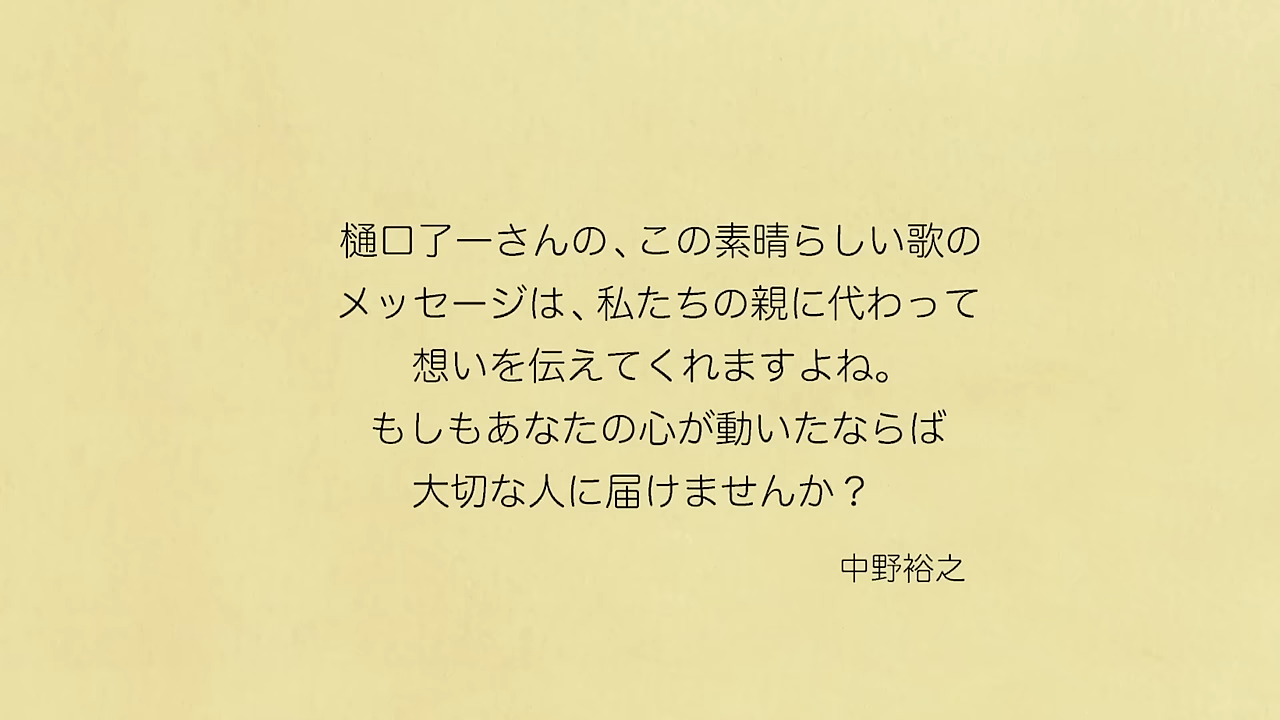 樋口了一さんの、この素晴らしい歌の
メッセージは、私たちの親に代わって
想いを伝えてくれますよね。
もしもあなたの心が動いたならば
大切な人に届けませんか？
中野裕之